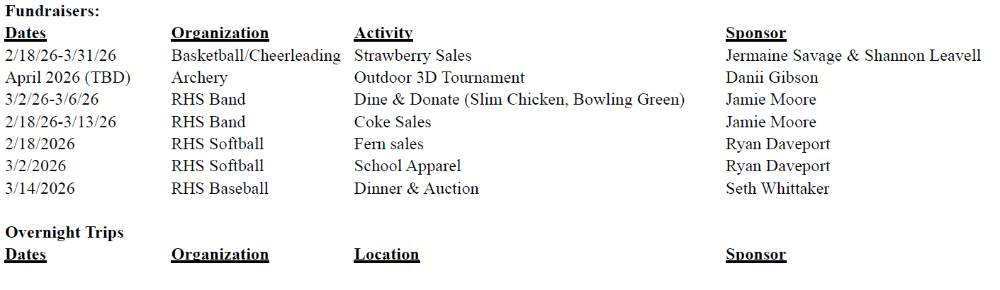 Fundraisers:
Dates Organization Activity Sponsor
2/18/26-3/31/26 Basketball/Cheerleading Strawberry Sales Jermaine Savage & Shannon Leavell
April 2026 (TBD) Archery Outdoor 3D Tournament Danii Gibson
3/2/26-3/6/26 RHS Band Dine & Donate (Slim Chicken, Bowling Green) Jamie Moore
2/18/26-3/13/26 RHS Band Coke Sales Jamie Moore
2/18/2026 RHS Softball Fern sales Ryan Daveport
3/2/2026 RHS Softball School Apparel Ryan Daveport
3/14/2026 RHS Baseball Dinner & Auction Seth Whittaker
Overnight Trips
Dates Organization Location Sponsor